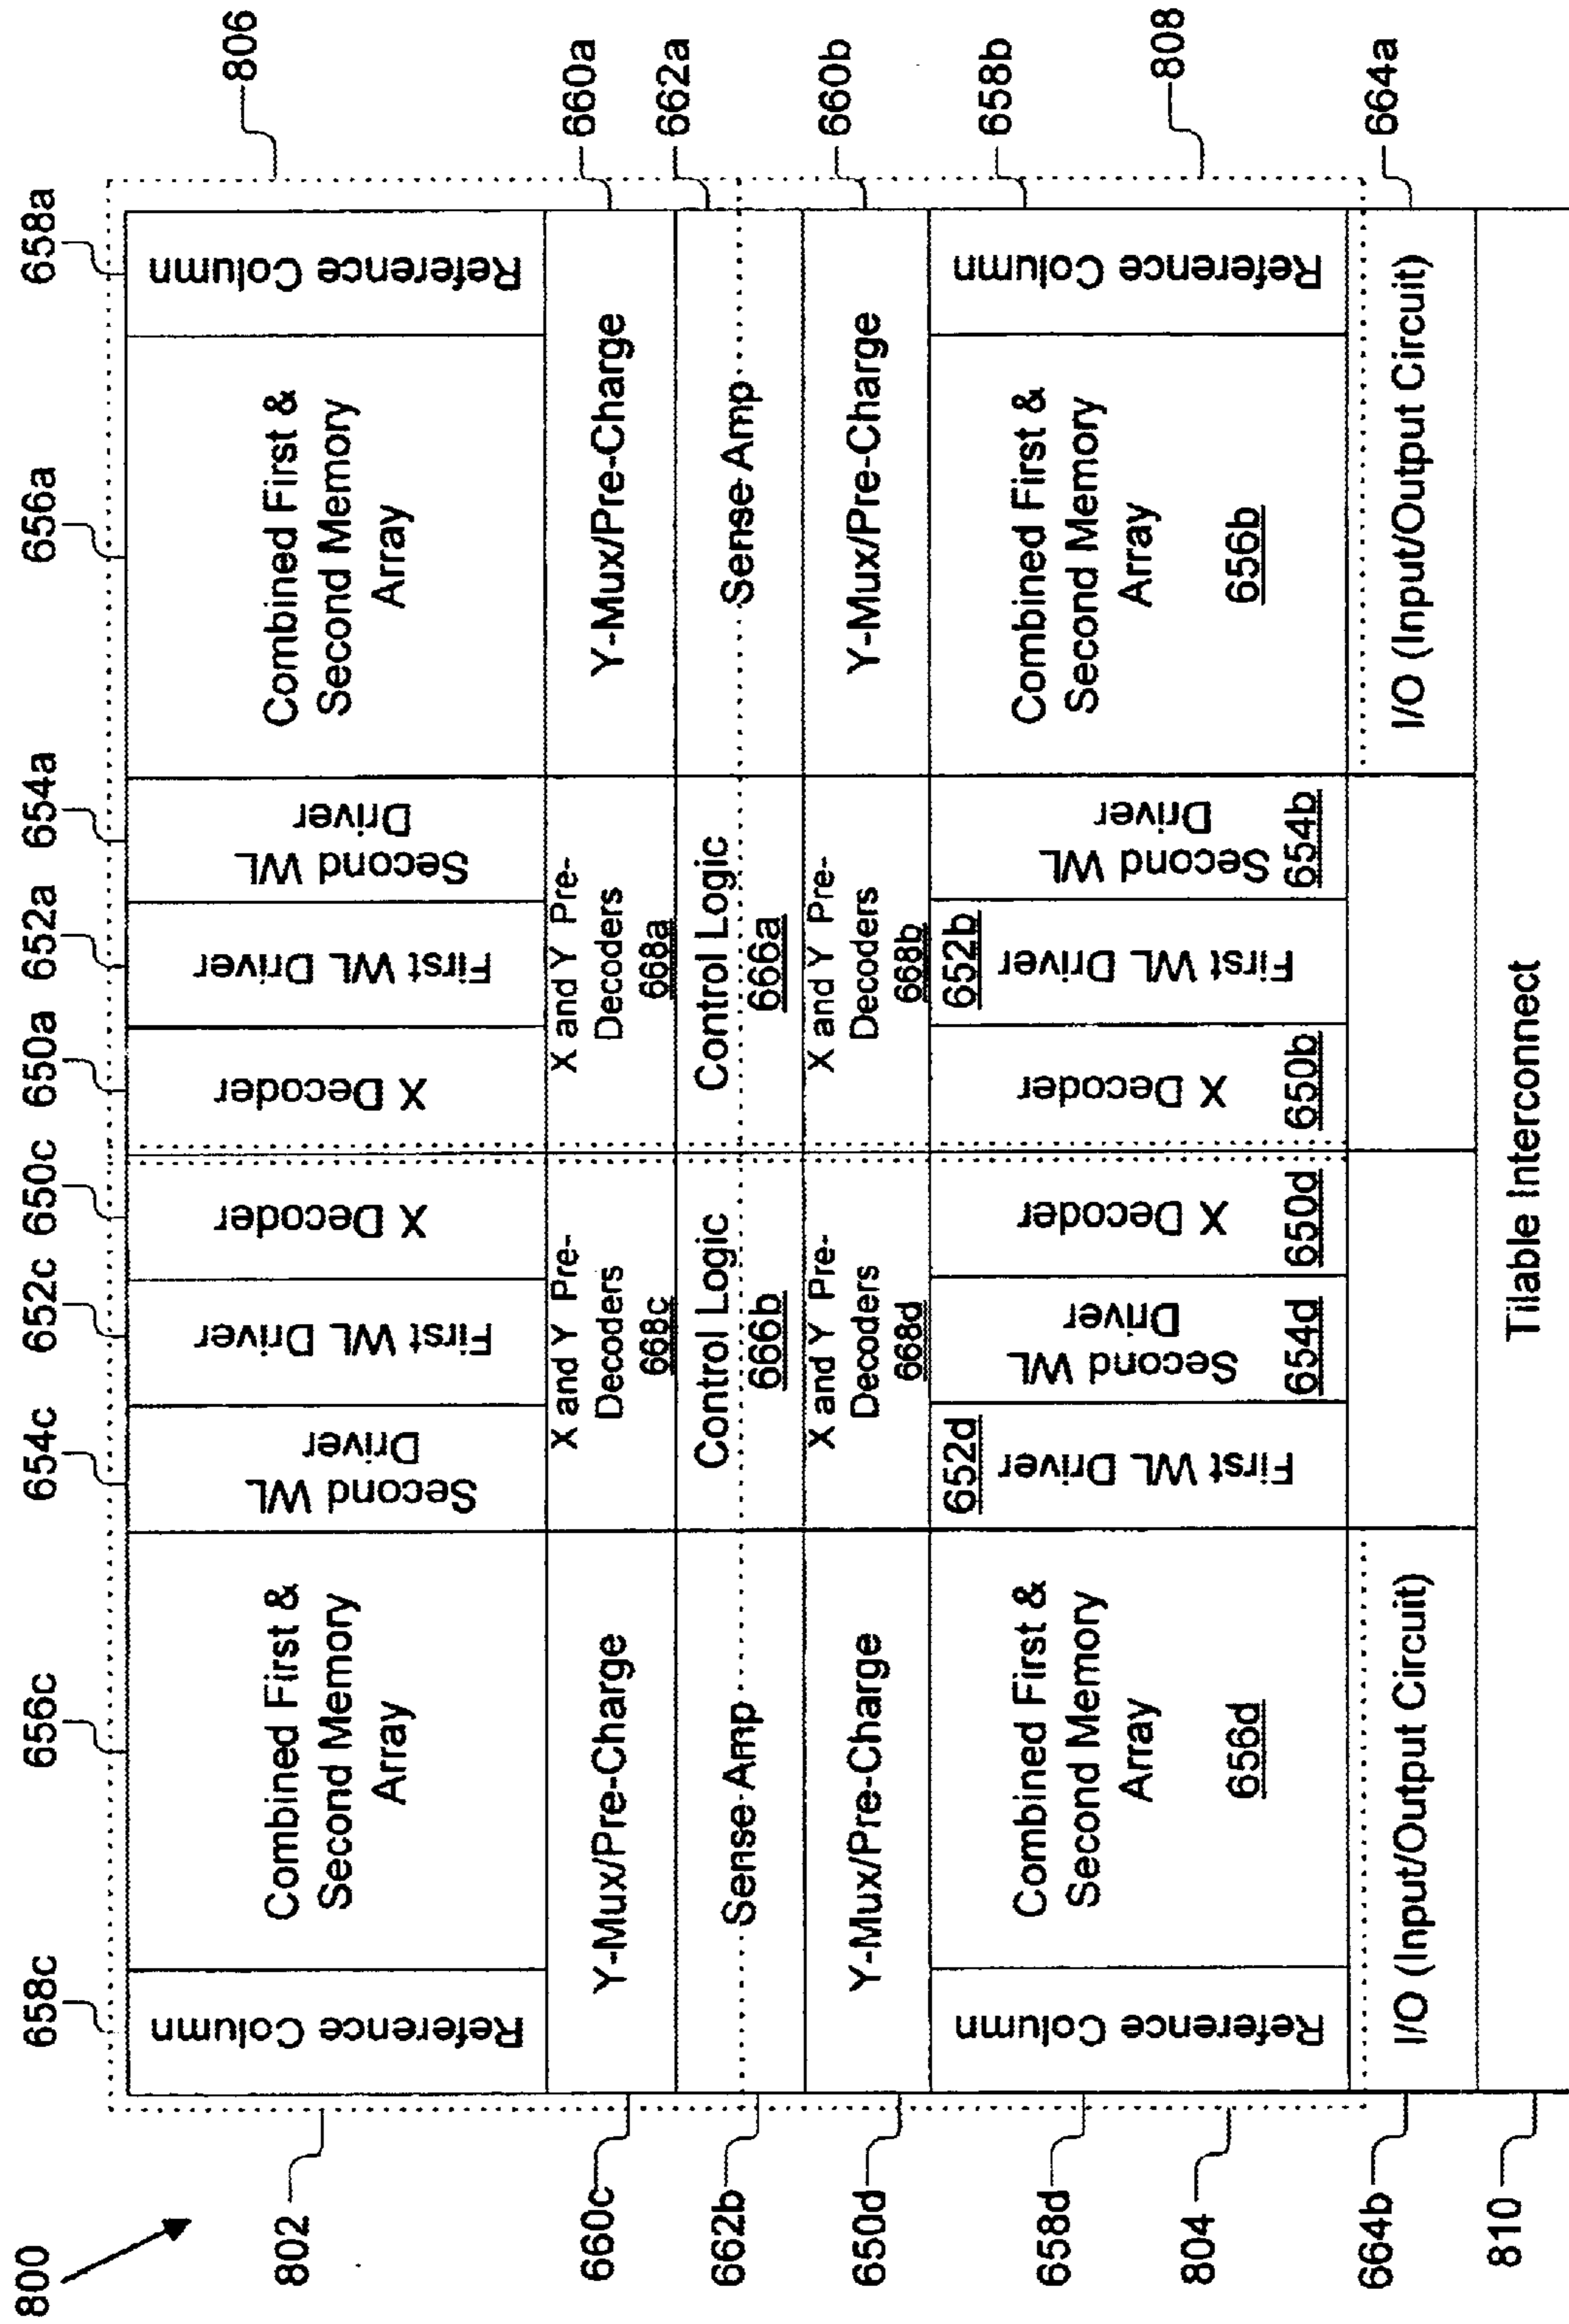 800
658c
656c
654c
652c
650c
650a
652a
654a
656a
658a
802
806
Reference Column
Combined First &
Second Memory
Array
Second WL
Driver
First WL Driver
X Decoder
X Decoder
First WL Driver
Second WL
Driver
Combined First &
Second Memory
Array
Reference Column
660c
Y-Mux/Pre-Charge
X and Y Pre-
Decoders
668c
X and Y Pre-
Decoders
668a
Y-Mux/Pre-Charge
660a
662b
Sense Amp
Control Logic
666b
Control Logic
666a
Sense Amp
662a
650d
Y-Mux/Pre-Charge
X and Y Pre-
Decoders
668d
X and Y Pre-
Decoders
668b
Y-Mux/Pre-Charge
660b
658d
Reference Column
Combined First &
Second Memory
Array
656d
652d
First WL Driver
Second WL
Driver
654d
X Decoder
650d
X Decoder
650b
652b
First WL Driver
Second WL
Driver
654b
Combined First &
Second Memory
Array
656b
Reference Column
658b
804
808
664b
I/O (Input/Output Circuit)
I/O (Input/Output Circuit)
664a
810
Tilable Interconnect